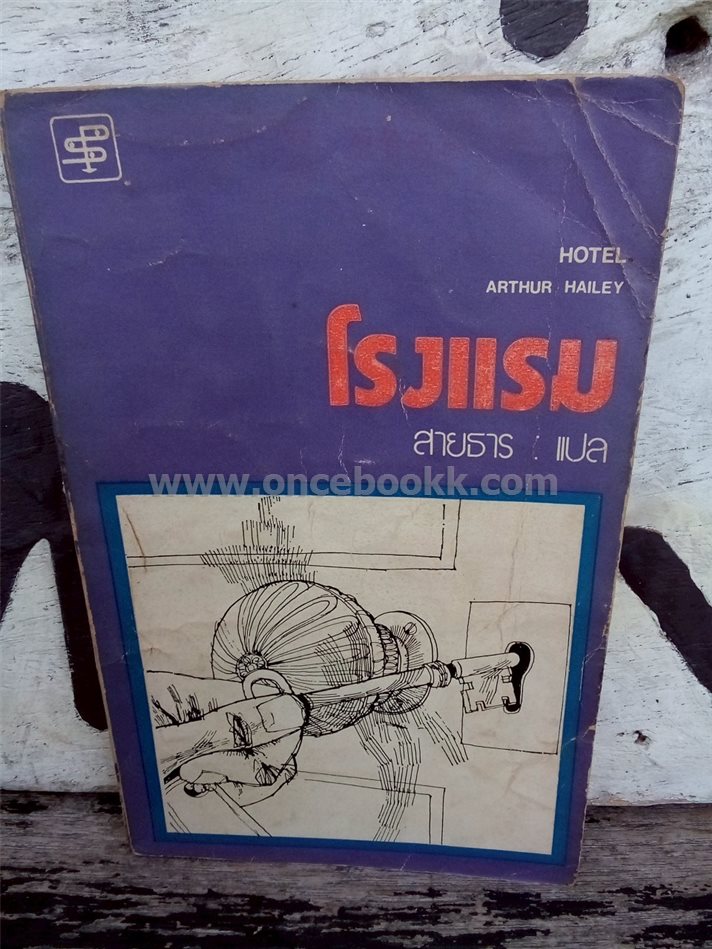 HOTEL
ARTHUR HAILEY
โรงแรม
สายธาร : แปล
www.oncebookk.com